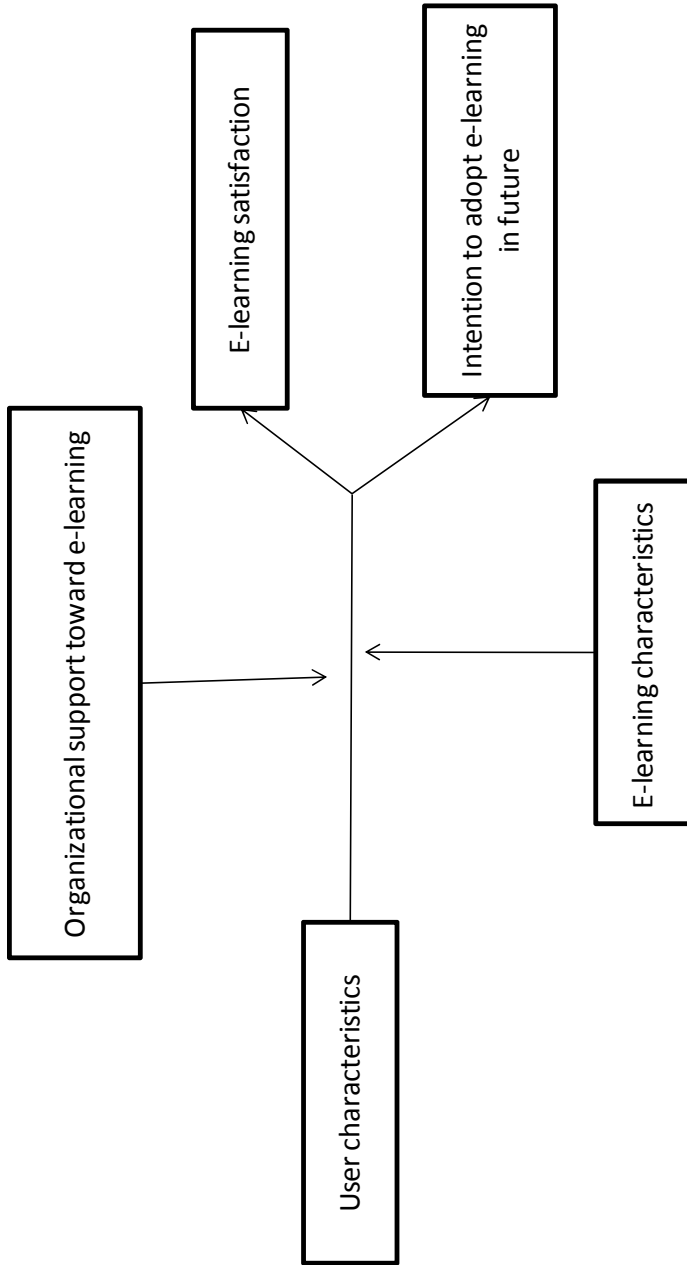 Organizational support toward e-learning
E-learning satisfaction
User characteristics
Intention to adopt e-learning
in future
E-learning characteristics